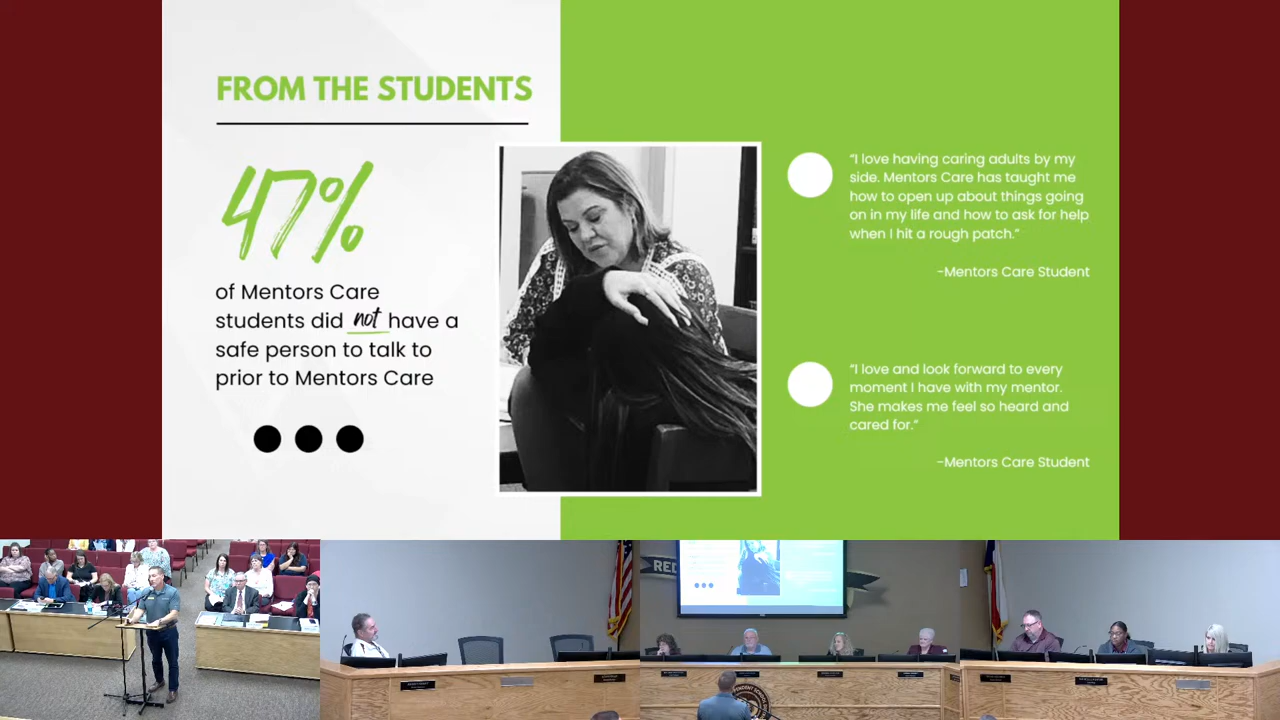 FROM THE STUDENTS
47%
of Mentors Care
students did not have a
safe person to talk to
prior to Mentors Care
“I love having caring adults by my
side. Mentors Care has taught me
how to open up about things going
on in my life and how to ask for help
when I hit a rough patch.”
-Mentors Care Student
“I love and look forward to every
moment I have with my mentor.
She makes me feel so heard and
cared for.”
-Mentors Care Student
RED